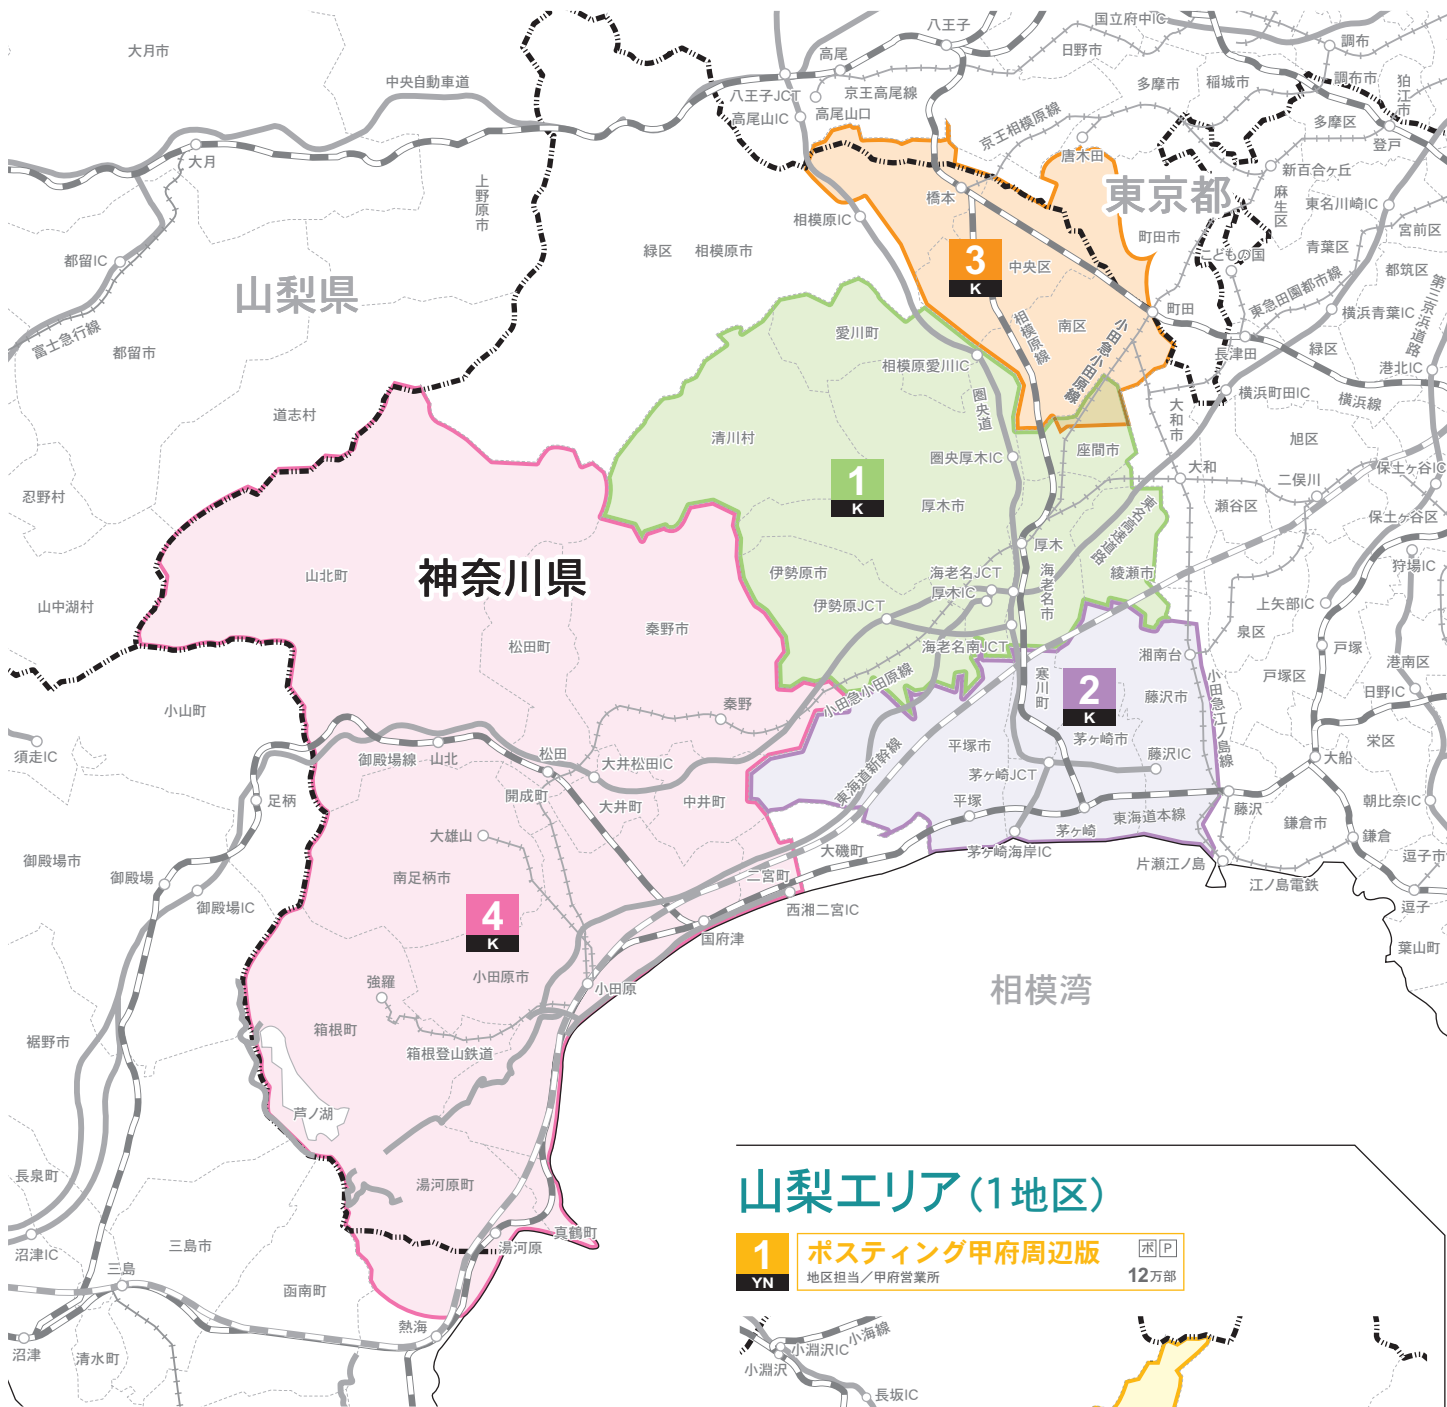 大月市
中央自動車道
大月
上野原市
都留IC
富士急行線
都留市
山梨県
道志村
忍野村
山中湖村
八王子
高尾
八王子JCT
高尾山IC
高尾山口
京王高尾線
国立府中IC
日野市
調布
調布市
狛江市
多摩市
稲城市
多摩区
登戸
京王相模原線
唐木田
新百合ヶ丘
麻生区
東名川崎IC
宮前区
青葉区
都筑区
東京都
橋本
相模原IC
緑区
相模原市
町田市
こどもの国
東急田園都市線
横浜青葉IC
第三京浜道路
3
K
中央区
南区
相模原線
小田急小田原線
町田
長津田
緑区
港北IC
横浜町田IC
横浜線
愛川町
相模原愛川IC
圏央道
清川村
圏央厚木IC
座間市
大和市
大和
旭区
二俣川
保土ヶ谷IC
瀬谷区
保土ヶ谷区
狩場IC
1
K
厚木市
東名高速道路
厚木
綾瀬市
伊勢原市
海老名JCT
厚木IC
海老名市
伊勢原JCT
海老名南JCT
上矢部IC
泉区
戸塚
港南区
戸塚区
日野IC
栄区
大船
朝比奈IC
神奈川県
山北町
松田町
秦野市
秦野
小田急小田原線
湘南台
寒川町
2
K
藤沢市
小田急江ノ島線
茅ヶ崎市
藤沢IC
平塚市
東海道新幹線
茅ヶ崎JCT
平塚
茅ヶ崎
東海道本線
藤沢
鎌倉市
鎌倉
逗子市
逗子
葉山町
片瀬江ノ島
江ノ島電鉄
茅ヶ崎海岸IC
大磯町
二宮町
西湘二宮IC
国府津
相模湾
小山町
須走IC
足柄
御殿場線
山北
松田
大井松田IC
開成町
大井町
中井町
大雄山
南足柄市
御殿場市
御殿場
御殿場IC
4
K
小田原市
小田原
強羅
箱根町
箱根登山鉄道
裾野市
芦ノ湖
長泉町
湯河原町
真鶴町
湯河原
沼津IC
三島市
三島
函南町
熱海
沼津
清水町
山梨エリア（1地区）
1
YN
ポスティング甲府周辺版
ポ P
地区担当／甲府営業所
12万部
小淵沢IC
小海線
小淵沢
長坂IC